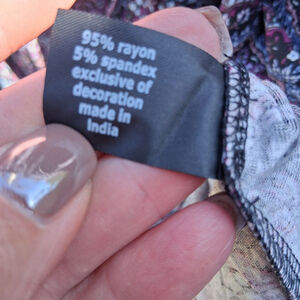 95% rayon
5% spandex
exclusive of
decoration
made in
India